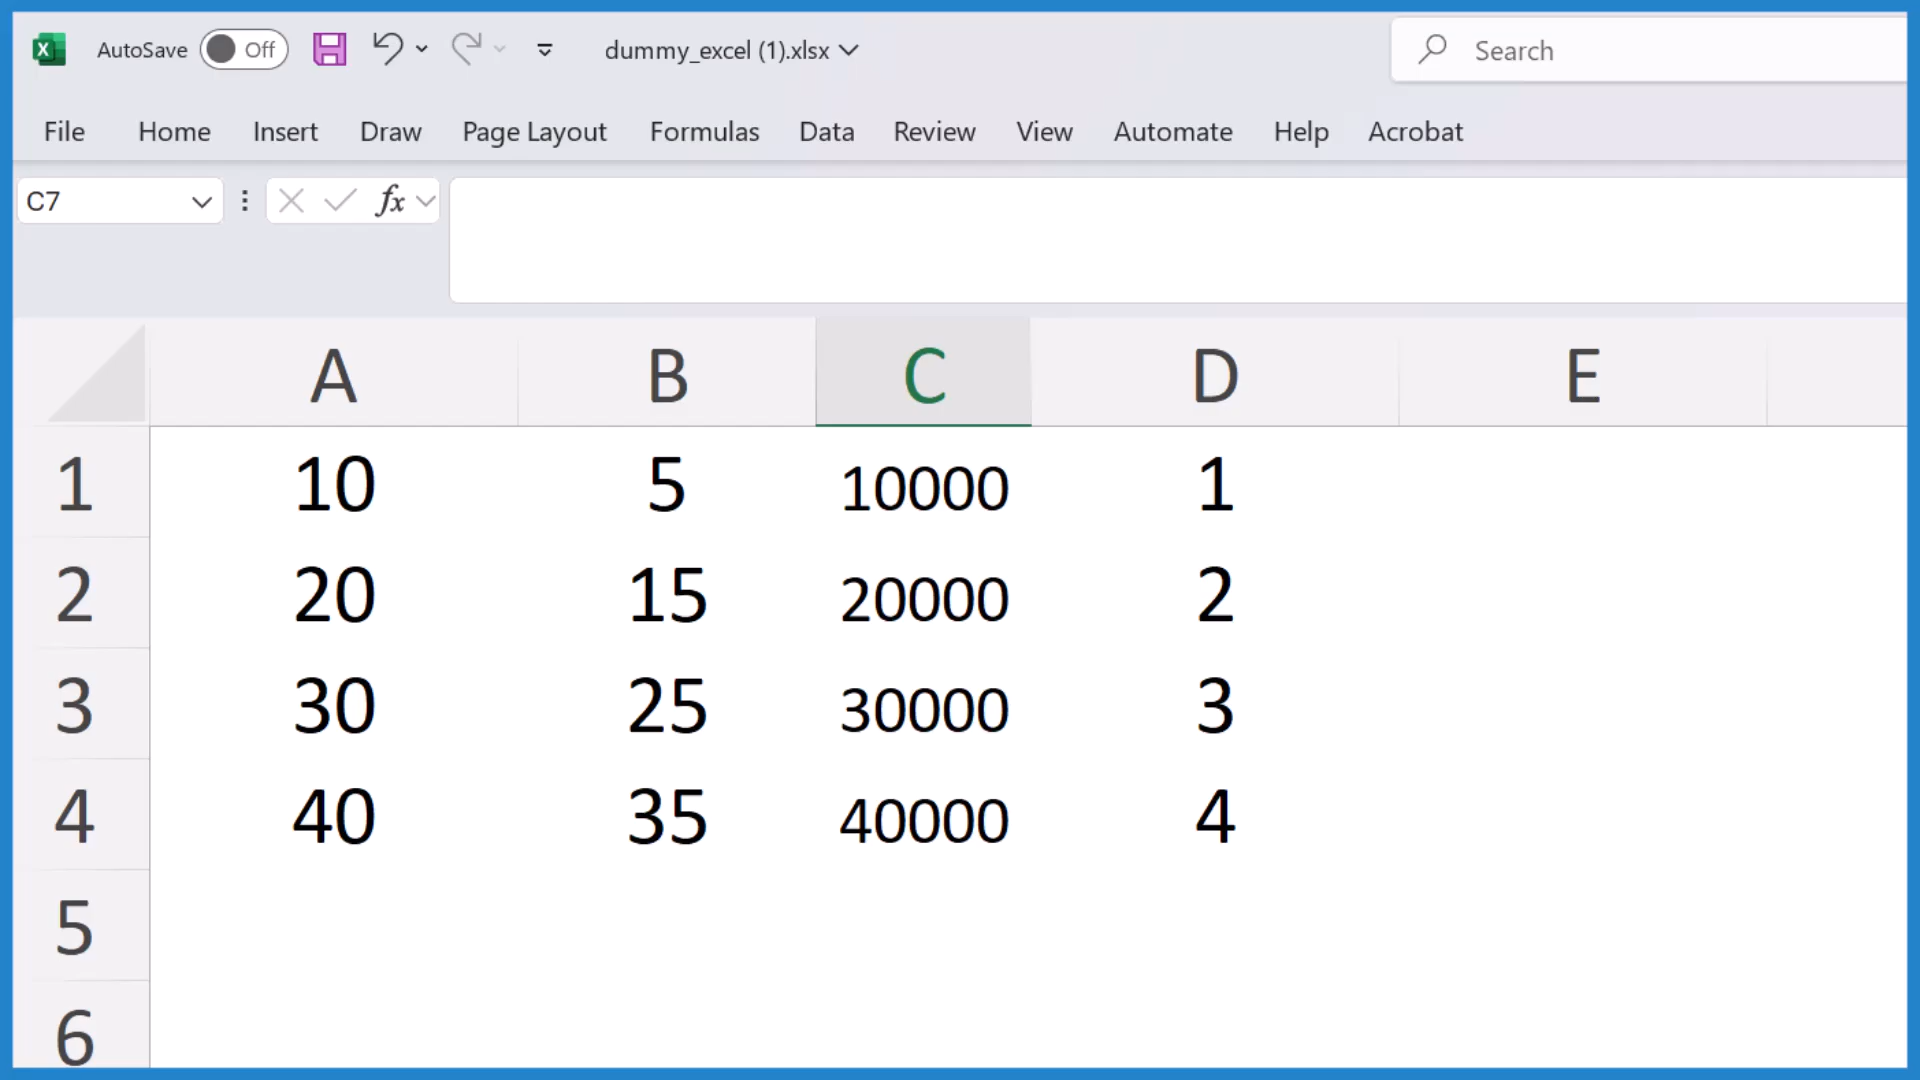 AutoSave Off dummy_excel (1).xlsx Search
File Home Insert Draw Page Layout Formulas Data Review View Automate Help Acrobat
C7 fx
A B C D E
1 10 5 10000 1
2 20 15 20000 2
3 30 25 30000 3
4 40 35 40000 4
5
6